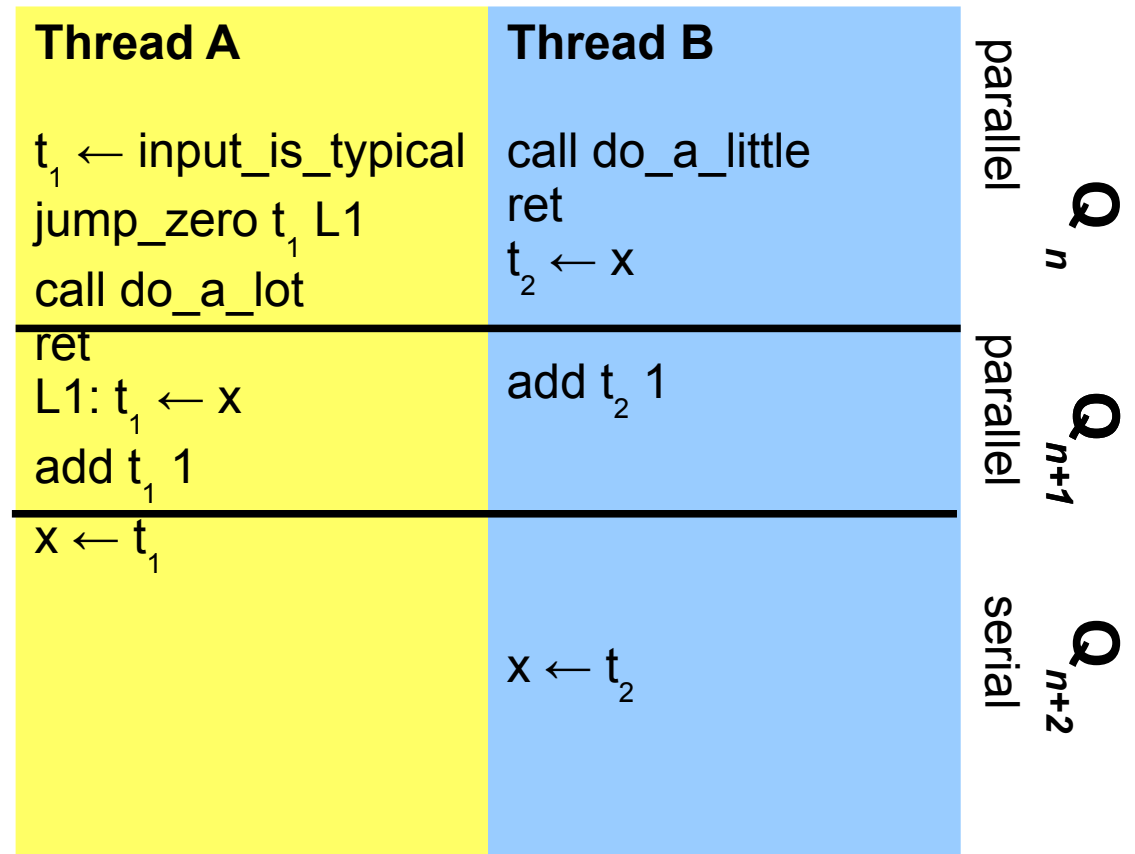 Thread A
t₁ ← input_is_typical
jump_zero t₁ L1
call do_a_lot
ret
L1: t₁ ← x
add t₁ 1
x ← t₁
Thread B
call do_a_little
ret
t₂ ← x
add t₂ 1
x ← t₂
parallel
Qₙ
parallel
Qₙ₊₁
serial
Qₙ₊₂